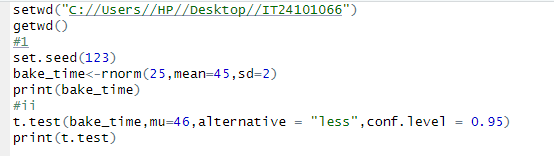 setwd("C://Users//HP//Desktop//IT24101066")
getwd()
#1
set.seed(123)
bake_time<-rnorm(25,mean=45,sd=2)
print(bake_time)
#ii
t.test(bake_time,mu=46,alternative = "less",conf.level = 0.95)
print(t.test)